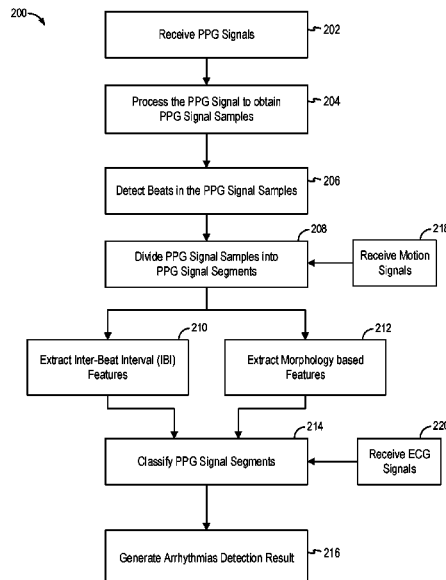 200
Receive PPG Signals
202
Process the PPG Signal to obtain
PPG Signal Samples
204
Detect Beats in the PPG Signal Samples
206
208
218
Divide PPG Signal Samples into
PPG Signal Segments
Receive Motion
Signals
210
212
Extract Inter-Beat Interval (IBI)
Features
Extract Morphology based
Features
214
220
Classify PPG Signal Segments
Receive ECG
Signals
Generate Arrhythmias Detection Result
216